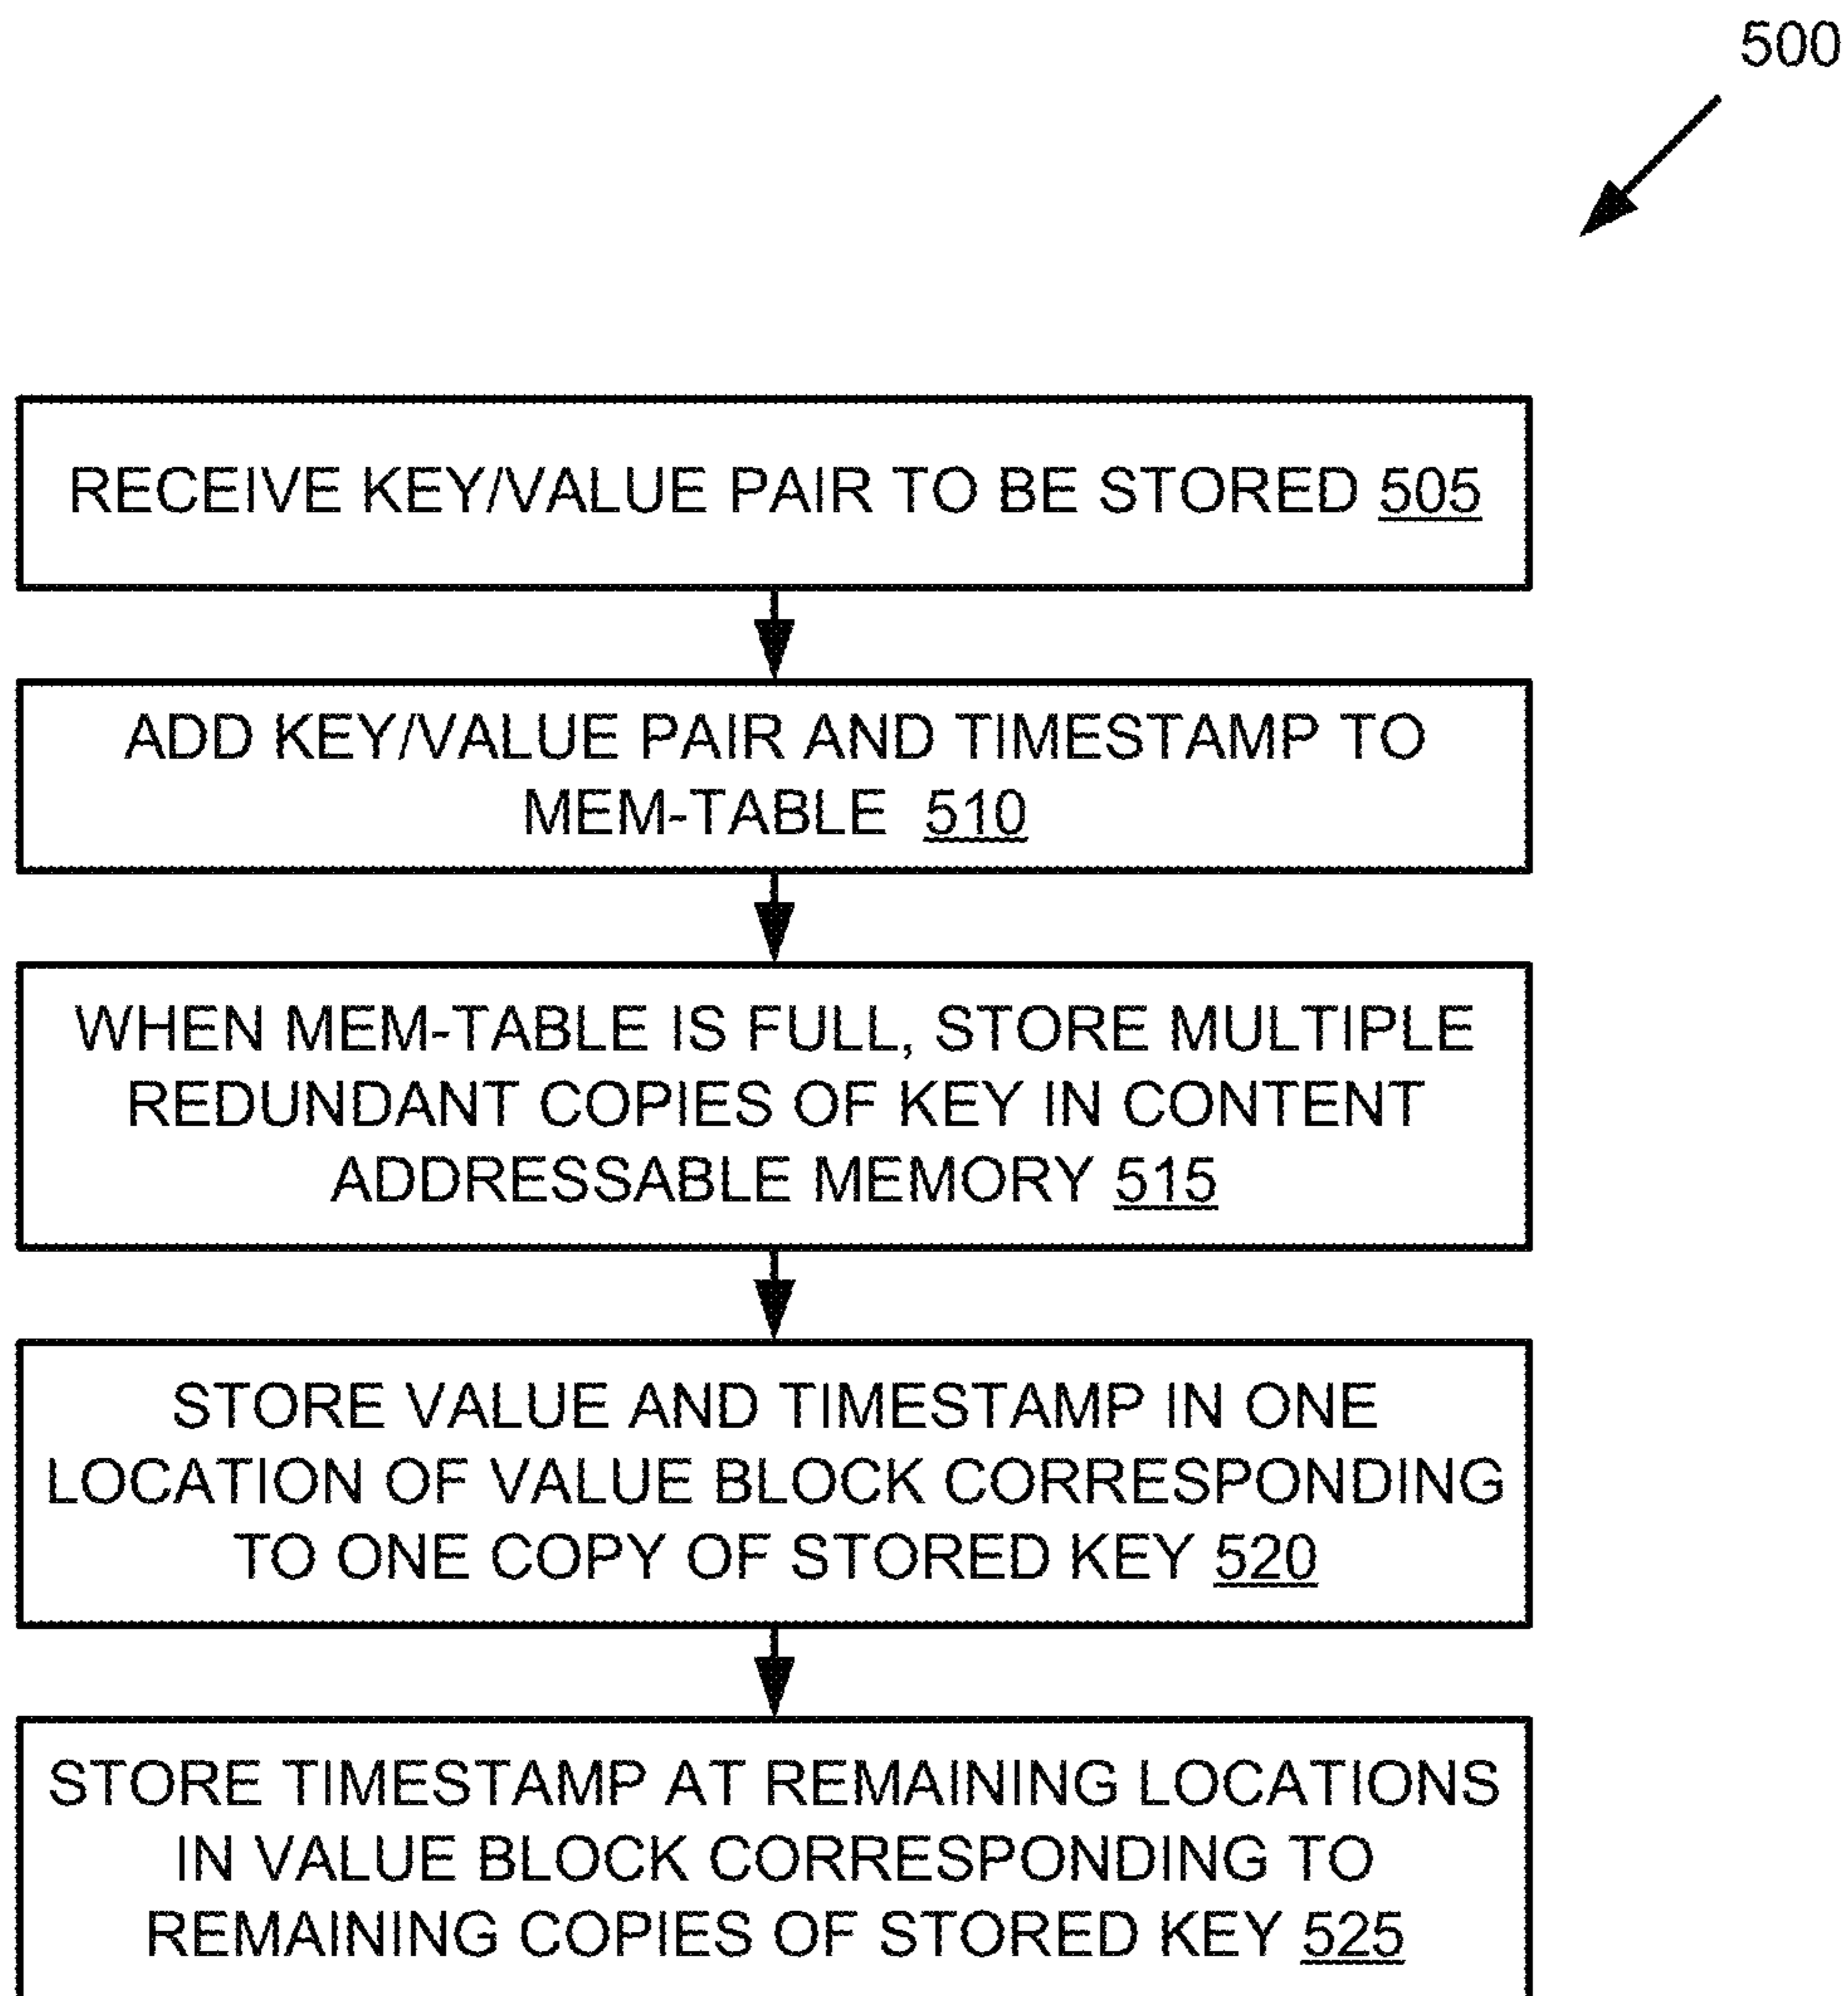 500
RECEIVE KEY/VALUE PAIR TO BE STORED 505
ADD KEY/VALUE PAIR AND TIMESTAMP TO
MEM-TABLE 510
WHEN MEM-TABLE IS FULL, STORE MULTIPLE
REDUNDANT COPIES OF KEY IN CONTENT
ADDRESSABLE MEMORY 515
STORE VALUE AND TIMESTAMP IN ONE
LOCATION OF VALUE BLOCK CORRESPONDING
TO ONE COPY OF STORED KEY 520
STORE TIMESTAMP AT REMAINING LOCATIONS
IN VALUE BLOCK CORRESPONDING TO
REMAINING COPIES OF STORED KEY 525